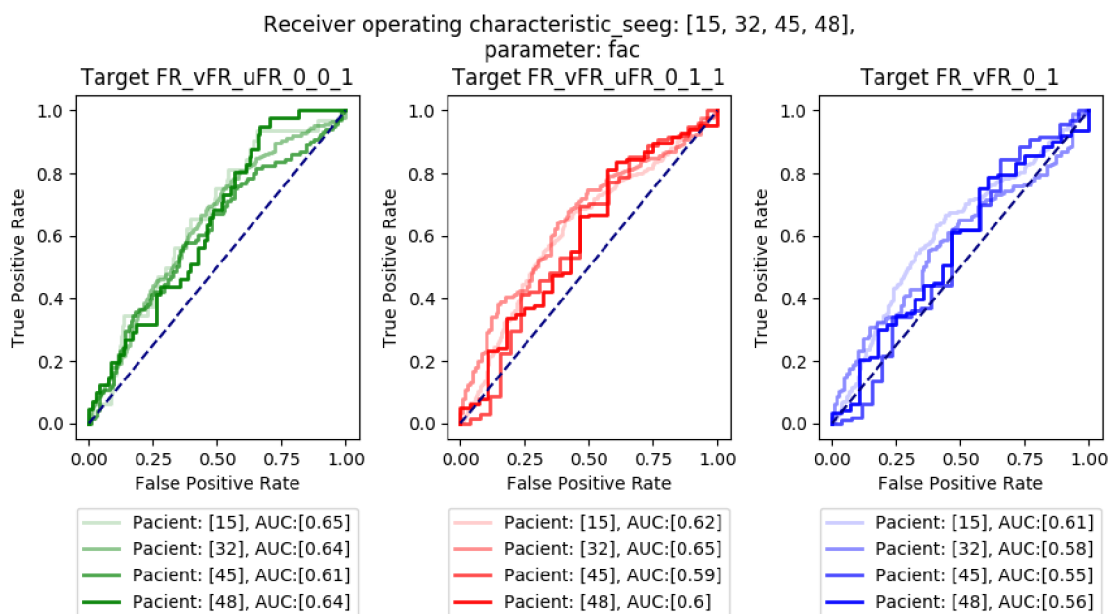 Receiver operating characteristic_seeg: [15, 32, 45, 48],
parameter: fac
Target FR_vFR_uFR_0_0_1
1.0
0.8
0.6
0.4
0.2
0.0
True Positive Rate
0.00 0.25 0.50 0.75 1.00
False Positive Rate
Pacient: [15], AUC:[0.65]
Pacient: [32], AUC:[0.64]
Pacient: [45], AUC:[0.61]
Pacient: [48], AUC:[0.64]
Target FR_vFR_uFR_0_1_1
1.0
0.8
0.6
0.4
0.2
0.0
True Positive Rate
0.00 0.25 0.50 0.75 1.00
False Positive Rate
Pacient: [15], AUC:[0.62]
Pacient: [32], AUC:[0.65]
Pacient: [45], AUC:[0.59]
Pacient: [48], AUC:[0.6]
Target FR_vFR_0_1
1.0
0.8
0.6
0.4
0.2
0.0
True Positive Rate
0.00 0.25 0.50 0.75 1.00
False Positive Rate
Pacient: [15], AUC:[0.61]
Pacient: [32], AUC:[0.58]
Pacient: [45], AUC:[0.55]
Pacient: [48], AUC:[0.56]